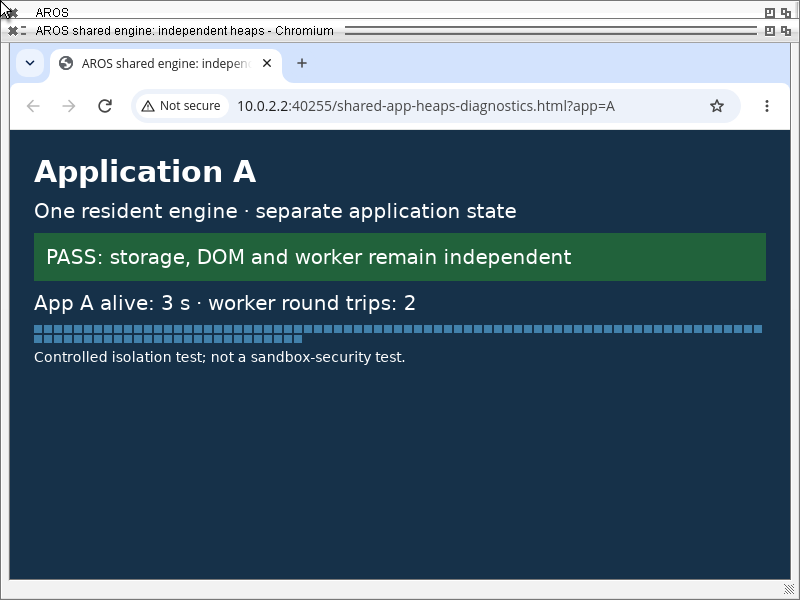 AROS
AROS shared engine: independent heaps - Chromium
AROS shared engine: indepen
Not secure
10.0.2.2:40255/shared-app-heaps-diagnostics.html?app=A
Application A
One resident engine · separate application state
PASS: storage, DOM and worker remain independent
App A alive: 3 s · worker round trips: 2
Controlled isolation test; not a sandbox-security test.